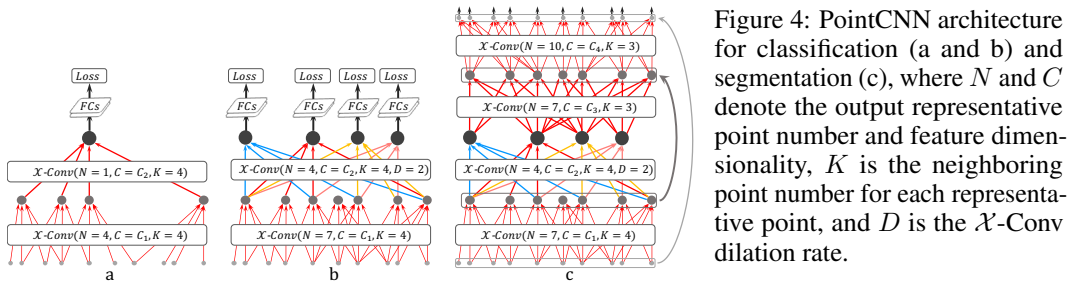 Loss
FCs
𝒳-Conv(N = 1, C = C₂, K = 4)
𝒳-Conv(N = 4, C = C₁, K = 4)
a
Loss Loss Loss Loss
FCs FCs FCs FCs
𝒳-Conv(N = 4, C = C₂, K = 4, D = 2)
𝒳-Conv(N = 7, C = C₁, K = 4)
b
𝒳-Conv(N = 10, C = C₄, K = 3)
𝒳-Conv(N = 7, C = C₃, K = 3)
𝒳-Conv(N = 4, C = C₂, K = 4, D = 2)
𝒳-Conv(N = 7, C = C₁, K = 4)
c
Figure 4: PointCNN architecture
for classification (a and b) and
segmentation (c), where N and C
denote the output representative
point number and feature dimen-
sionality, K is the neighboring
point number for each representa-
tive point, and D is the 𝒳-Conv
dilation rate.